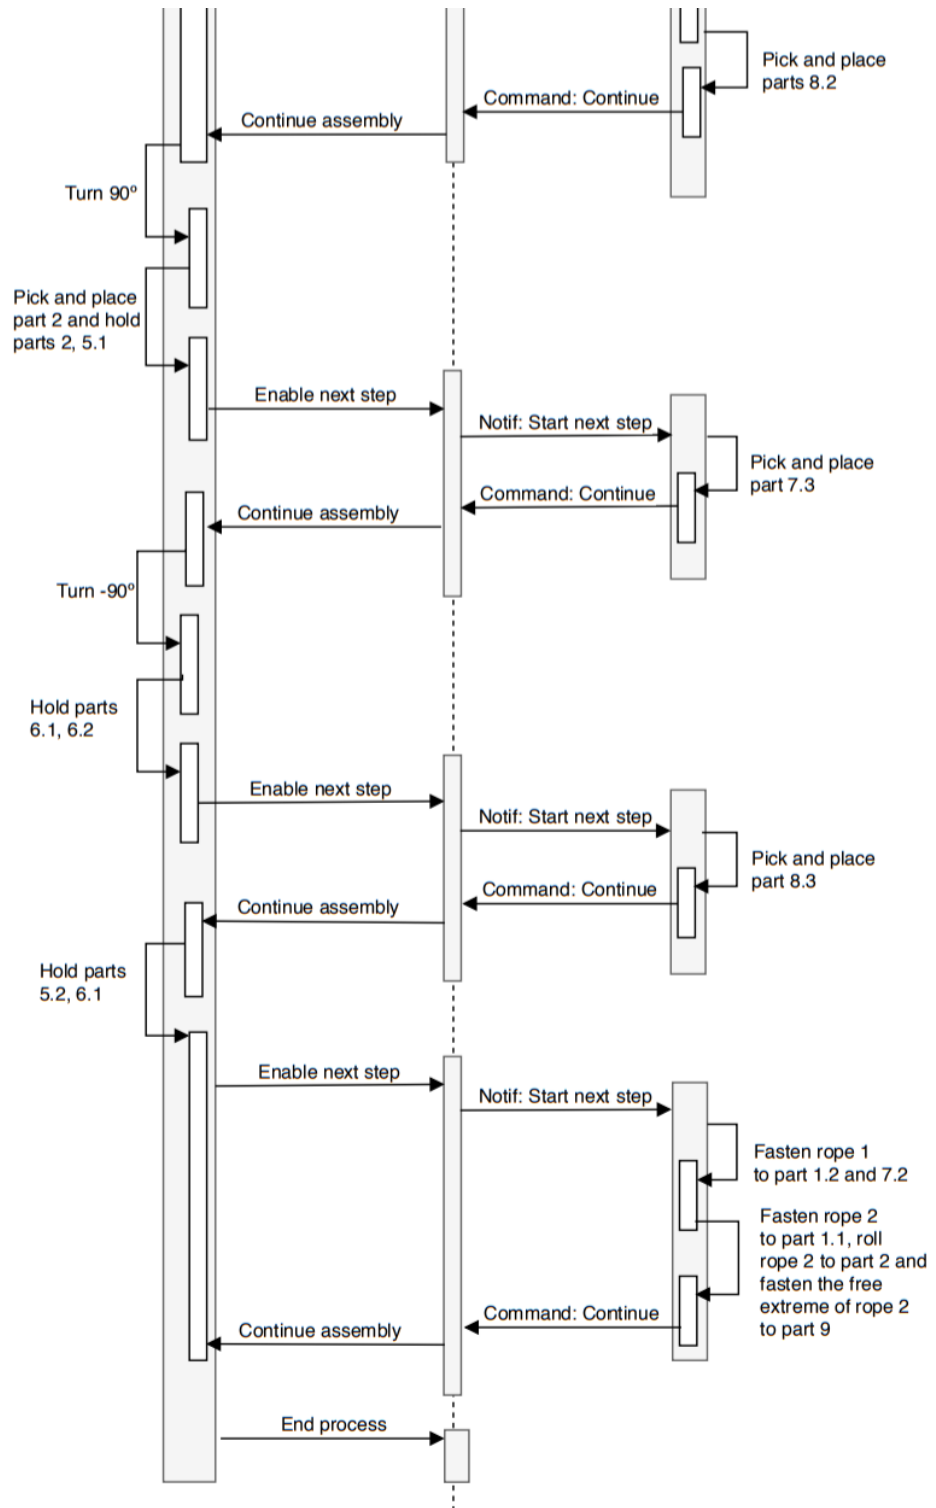 Pick and place
parts 8.2
Command: Continue
Continue assembly
Turn 90º
Pick and place
part 2 and hold
parts 2, 5.1
Enable next step
Notif: Start next step
Pick and place
part 7.3
Command: Continue
Continue assembly
Turn -90º
Hold parts
6.1, 6.2
Enable next step
Notif: Start next step
Pick and place
part 8.3
Command: Continue
Continue assembly
Hold parts
5.2, 6.1
Enable next step
Notif: Start next step
Fasten rope 1
to part 1.2 and 7.2
Fasten rope 2
to part 1.1, roll
rope 2 to part 2 and
fasten the free
extreme of rope 2
to part 9
Command: Continue
Continue assembly
End process